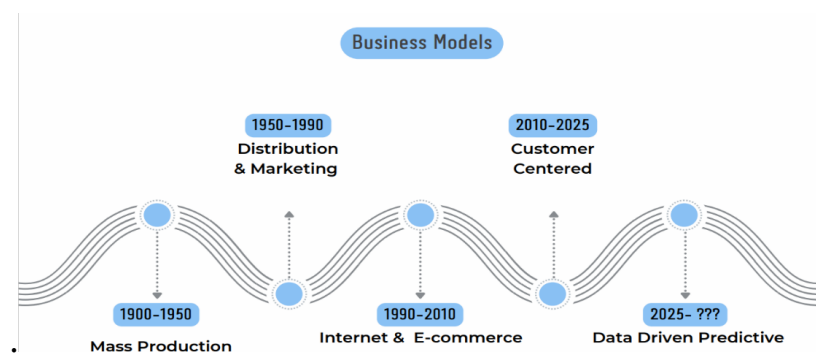 Business Models
1950-1990
Distribution
& Marketing
2010-2025
Customer
Centered
1900-1950
Mass Production
1990-2010
Internet & E-commerce
2025- ???
Data Driven Predictive